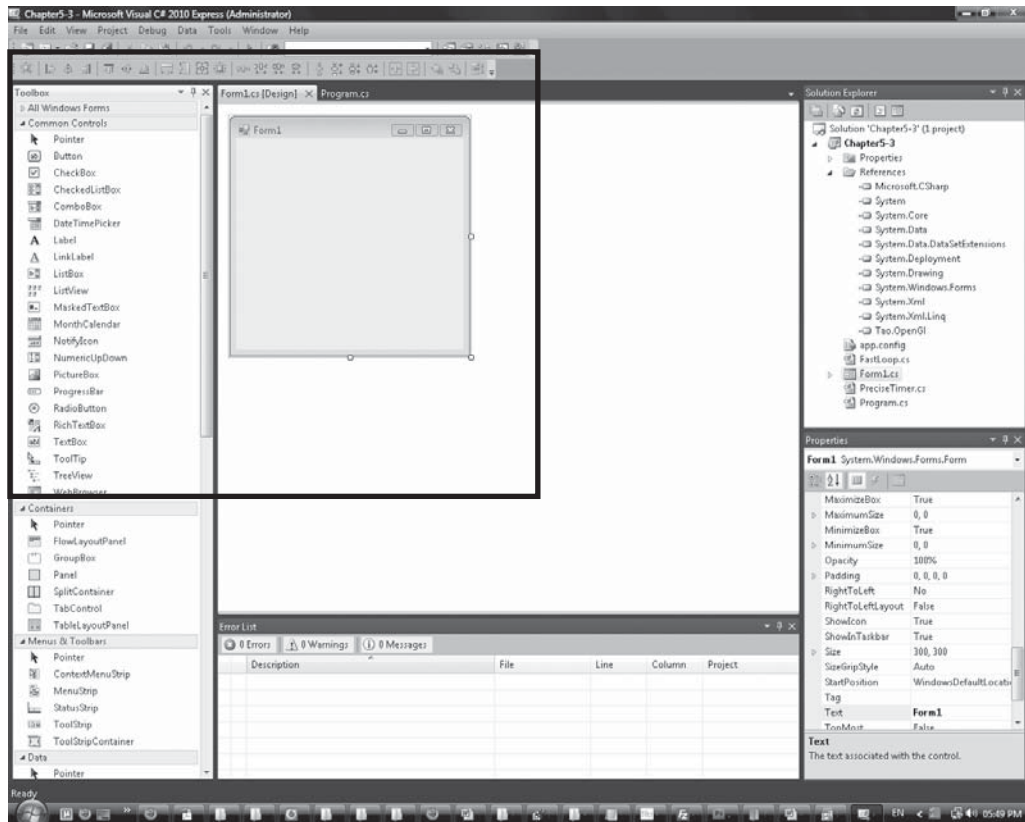 Chapter5-3 - Microsoft Visual C# 2010 Express (Administrator)
File Edit View Project Debug Data Tools Window Help
Toolbox
All Windows Forms
Common Controls
Pointer
Button
CheckBox
CheckedListBox
ComboBox
DateTimePicker
Label
LinkLabel
ListBox
ListView
MaskedTextBox
MonthCalendar
NotifyIcon
NumericUpDown
PictureBox
ProgressBar
RadioButton
RichTextBox
TextBox
ToolTip
TreeView
WebBrowser
Containers
Pointer
FlowLayoutPanel
GroupBox
Panel
SplitContainer
TabControl
TableLayoutPanel
Menus & Toolbars
Pointer
ContextMenuStrip
MenuStrip
StatusStrip
ToolStrip
ToolStripContainer
Data
Pointer
Form1.cs [Design] Program.cs
Form1
Error List
0 Errors 0 Warnings 0 Messages
Description File Line Column Project
Solution Explorer
Solution 'Chapter5-3' (1 project)
Chapter5-3
Properties
References
Microsoft.CSharp
System
System.Core
System.Data
System.Data.DataSetExtensions
System.Deployment
System.Drawing
System.Windows.Forms
System.Xml
System.Xml.Linq
Tao.OpenGl
app.config
FastLoop.cs
Form1.cs
PreciseTimer.cs
Program.cs
Properties
Form1 System.Windows.Forms.Form
MaximizeBox True
MaximumSize 0, 0
MinimizeBox True
MinimumSize 0, 0
Opacity 100%
Padding 0, 0, 0, 0
RightToLeft No
RightToLeftLayout False
ShowIcon True
ShowInTaskbar True
Size 300, 300
SizeGripStyle Auto
StartPosition WindowsDefaultLocati
Tag
Text Form1
TopMost False
Text
The text associated with the control.
Ready
EN 05:49 PM